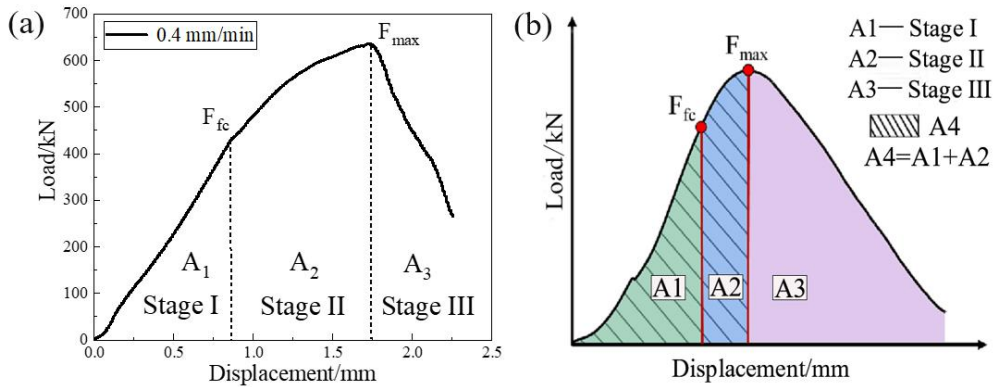 (a)
0.4 mm/min
F_max
F_fc
A_1
Stage I
A_2
Stage II
A_3
Stage III
Load/kN
700
600
500
400
300
200
100
0
0.0 0.5 1.0 1.5 2.0 2.5
Displacement/mm
(b)
F_max
F_fc
A1— Stage I
A2— Stage II
A3— Stage III
A4
A4=A1+A2
A1
A2
A3
Load/kN
Displacement/mm